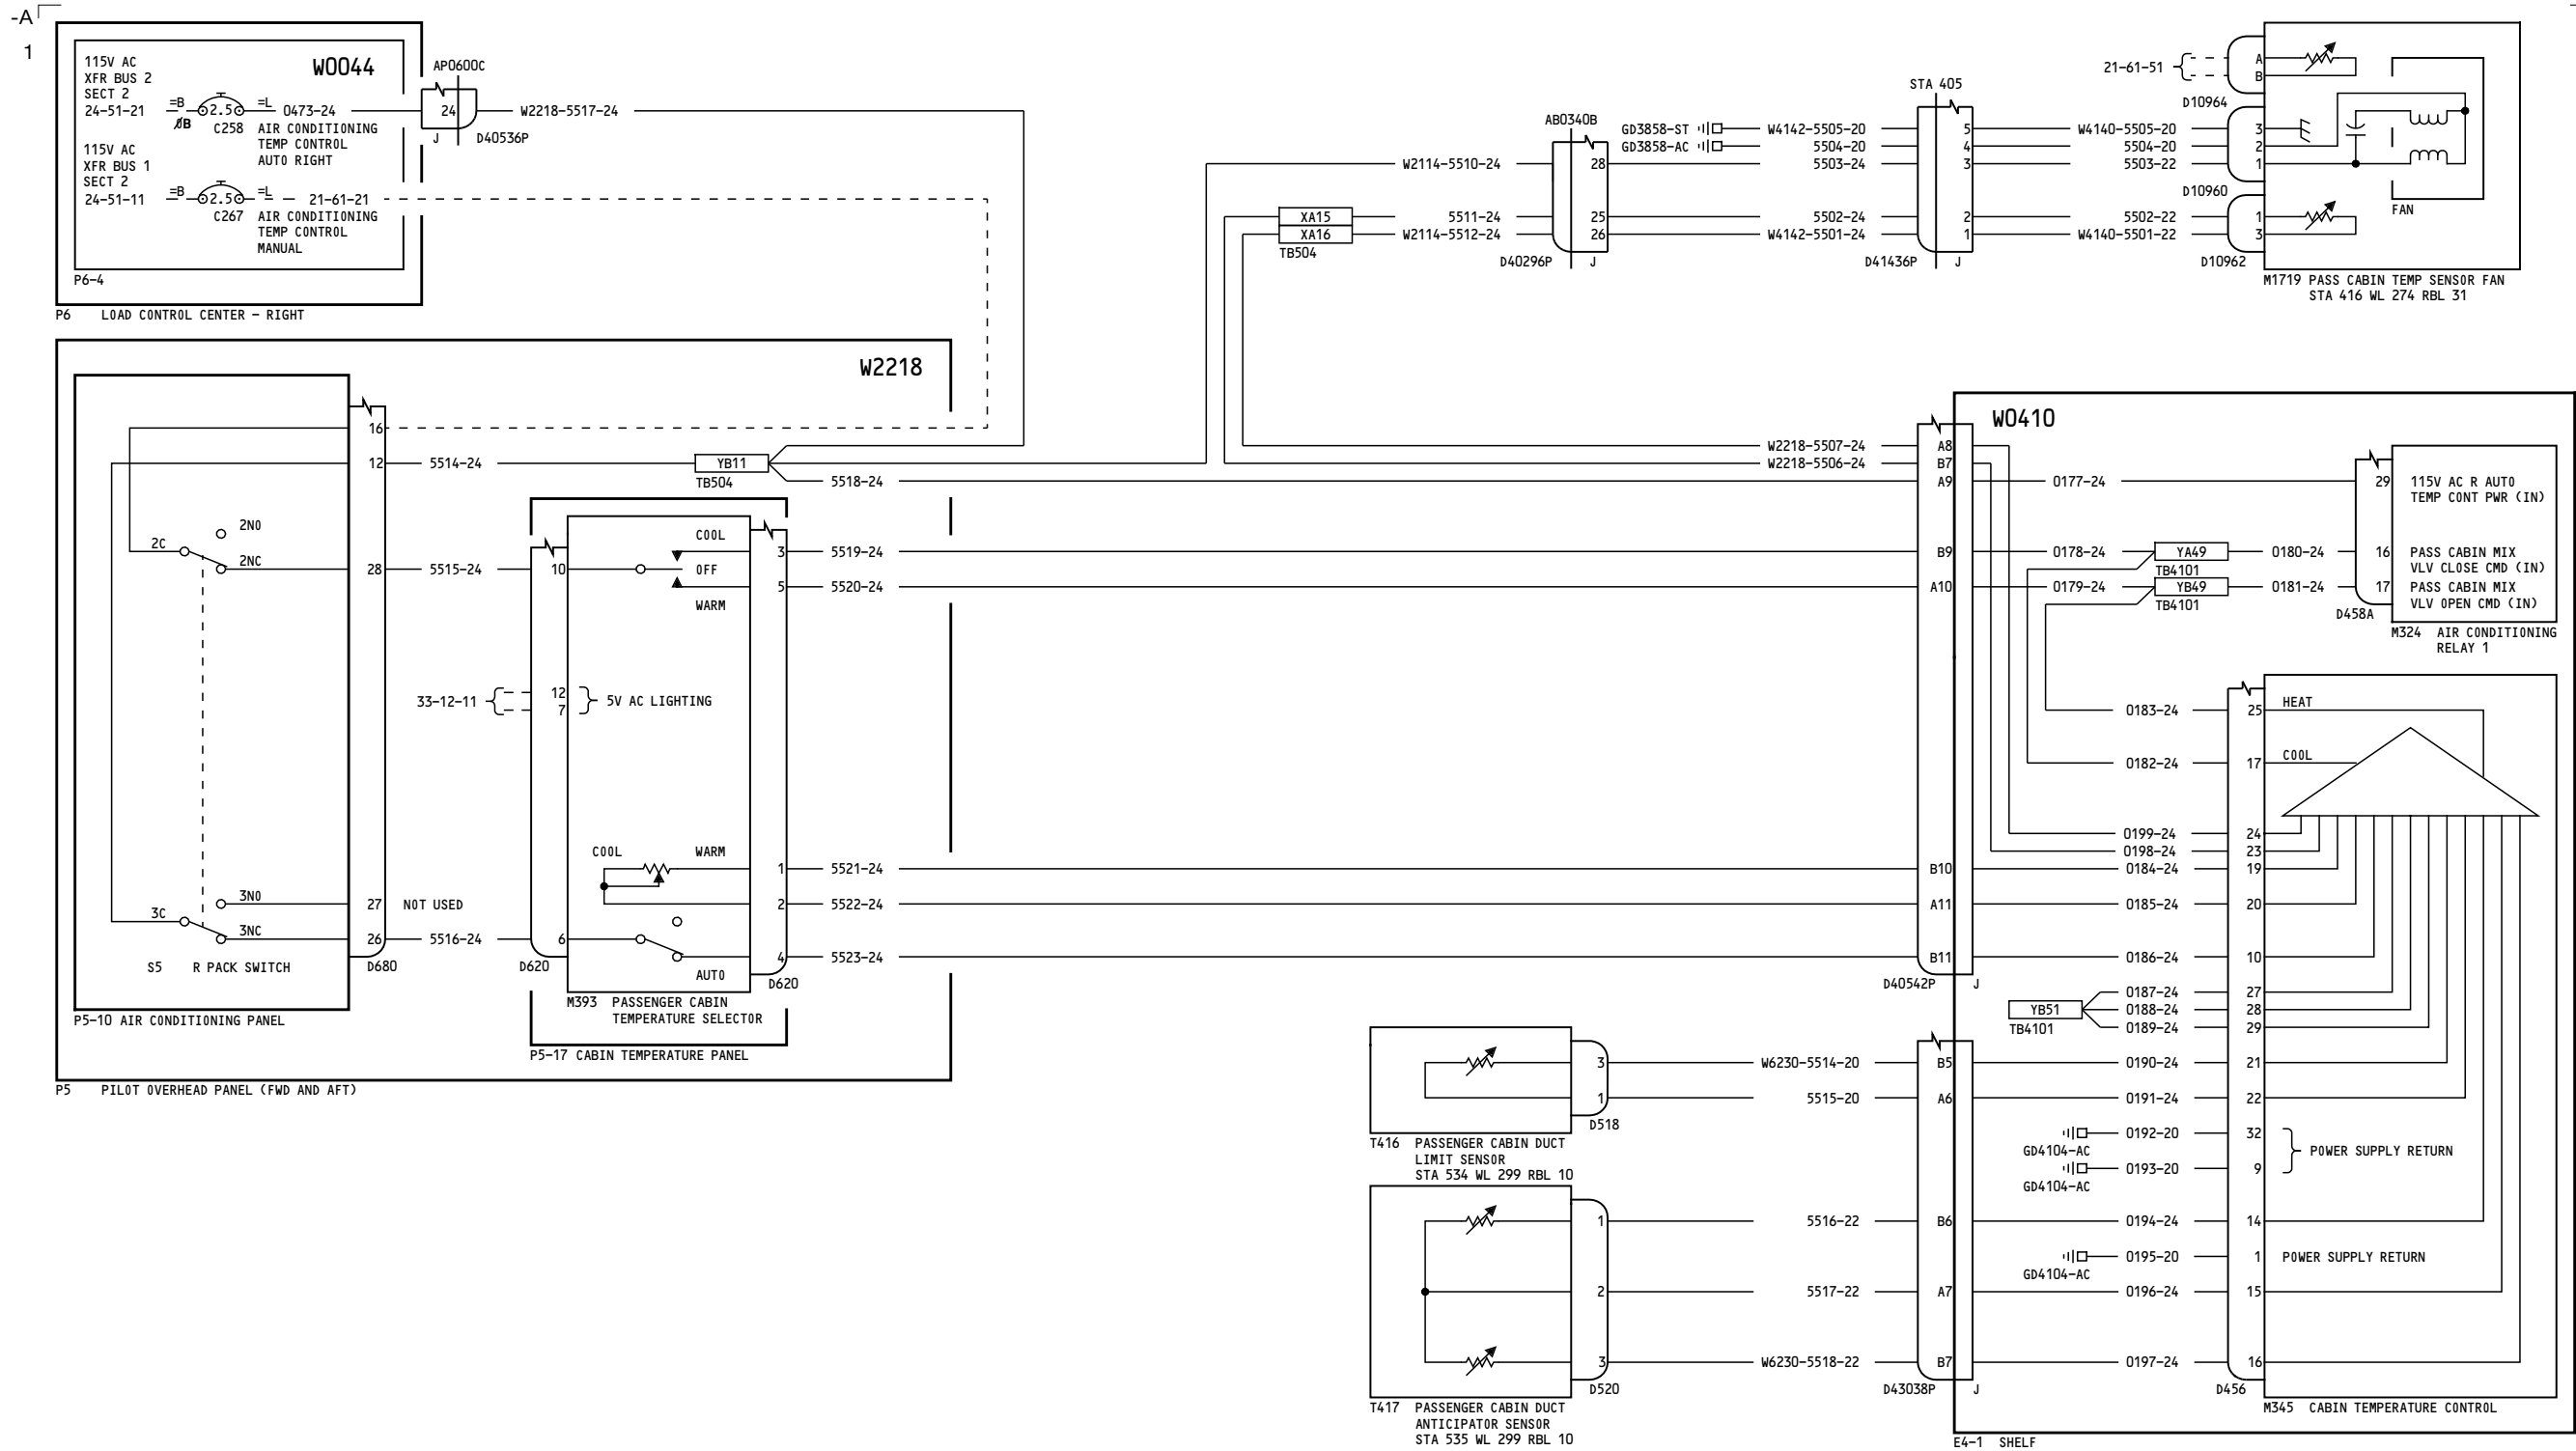 -A
1
115V AC
XFR BUS 2
SECT 2
24-51-21
=B
ØB
2.5
=L
0473-24
C258
AIR CONDITIONING
TEMP CONTROL
AUTO RIGHT
W0044
115V AC
XFR BUS 1
SECT 2
24-51-11
=B
2.5
=L
21-61-21
C267
AIR CONDITIONING
TEMP CONTROL
MANUAL
P6-4
P6 LOAD CONTROL CENTER - RIGHT
AP0600C
24
J D40536P
W2218-5517-24
W2114-5510-24
XA15
XA16
TB504
5511-24
W2114-5512-24
AB0340B
28
25
26
D40296P J
GD3858-ST
GD3858-AC
W4142-5505-20
5504-20
5503-24
5502-24
W4142-5501-24
STA 405
5
4
3
2
1
D41436P J
W4140-5505-20
5504-20
5503-22
5502-22
W4140-5501-22
21-61-51
A
B
D10964
3
2
1
D10960
1
3
D10962
FAN
M1719 PASS CABIN TEMP SENSOR FAN
STA 416 WL 274 RBL 31
W2218
16
12
5514-24
YB11
TB504
5518-24
2C
2NO
2NC
28
5515-24
3C
3NO
3NC
27 NOT USED
26
5516-24
S5 R PACK SWITCH
D680
P5-10 AIR CONDITIONING PANEL
10
COOL
OFF
WARM
3
5
5519-24
5520-24
33-12-11
12
7
5V AC LIGHTING
COOL
WARM
1
2
5521-24
5522-24
6
AUTO
4
5523-24
D620
D620
M393 PASSENGER CABIN
TEMPERATURE SELECTOR
P5-17 CABIN TEMPERATURE PANEL
P5 PILOT OVERHEAD PANEL (FWD AND AFT)
W2218-5507-24
W2218-5506-24
A8
B7
A9
B9
A10
B10
A11
B11
D40542P J
W0410
0177-24
0178-24
0179-24
YA49
TB4101
YB49
TB4101
0180-24
0181-24
29
16
17
D458A
115V AC R AUTO
TEMP CONT PWR (IN)
PASS CABIN MIX
VLV CLOSE CMD (IN)
PASS CABIN MIX
VLV OPEN CMD (IN)
M324 AIR CONDITIONING
RELAY 1
0183-24
25
HEAT
0182-24
17
COOL
0199-24
24
0198-24
23
0184-24
19
0185-24
20
0186-24
10
YB51
TB4101
0187-24
27
0188-24
28
0189-24
29
3
1
D518
T416 PASSENGER CABIN DUCT
LIMIT SENSOR
STA 534 WL 299 RBL 10
W6230-5514-20
5515-20
B5
A6
0190-24
21
0191-24
22
GD4104-AC
0192-20
32
GD4104-AC
0193-20
9
POWER SUPPLY RETURN
1
2
3
D520
T417 PASSENGER CABIN DUCT
ANTICIPATOR SENSOR
STA 535 WL 299 RBL 10
5516-22
5517-22
W6230-5518-22
B6
A7
B7
D43038P J
0194-24
14
GD4104-AC
0195-20
1
POWER SUPPLY RETURN
0196-24
15
0197-24
16
D456
M345 CABIN TEMPERATURE CONTROL
E4-1 SHELF